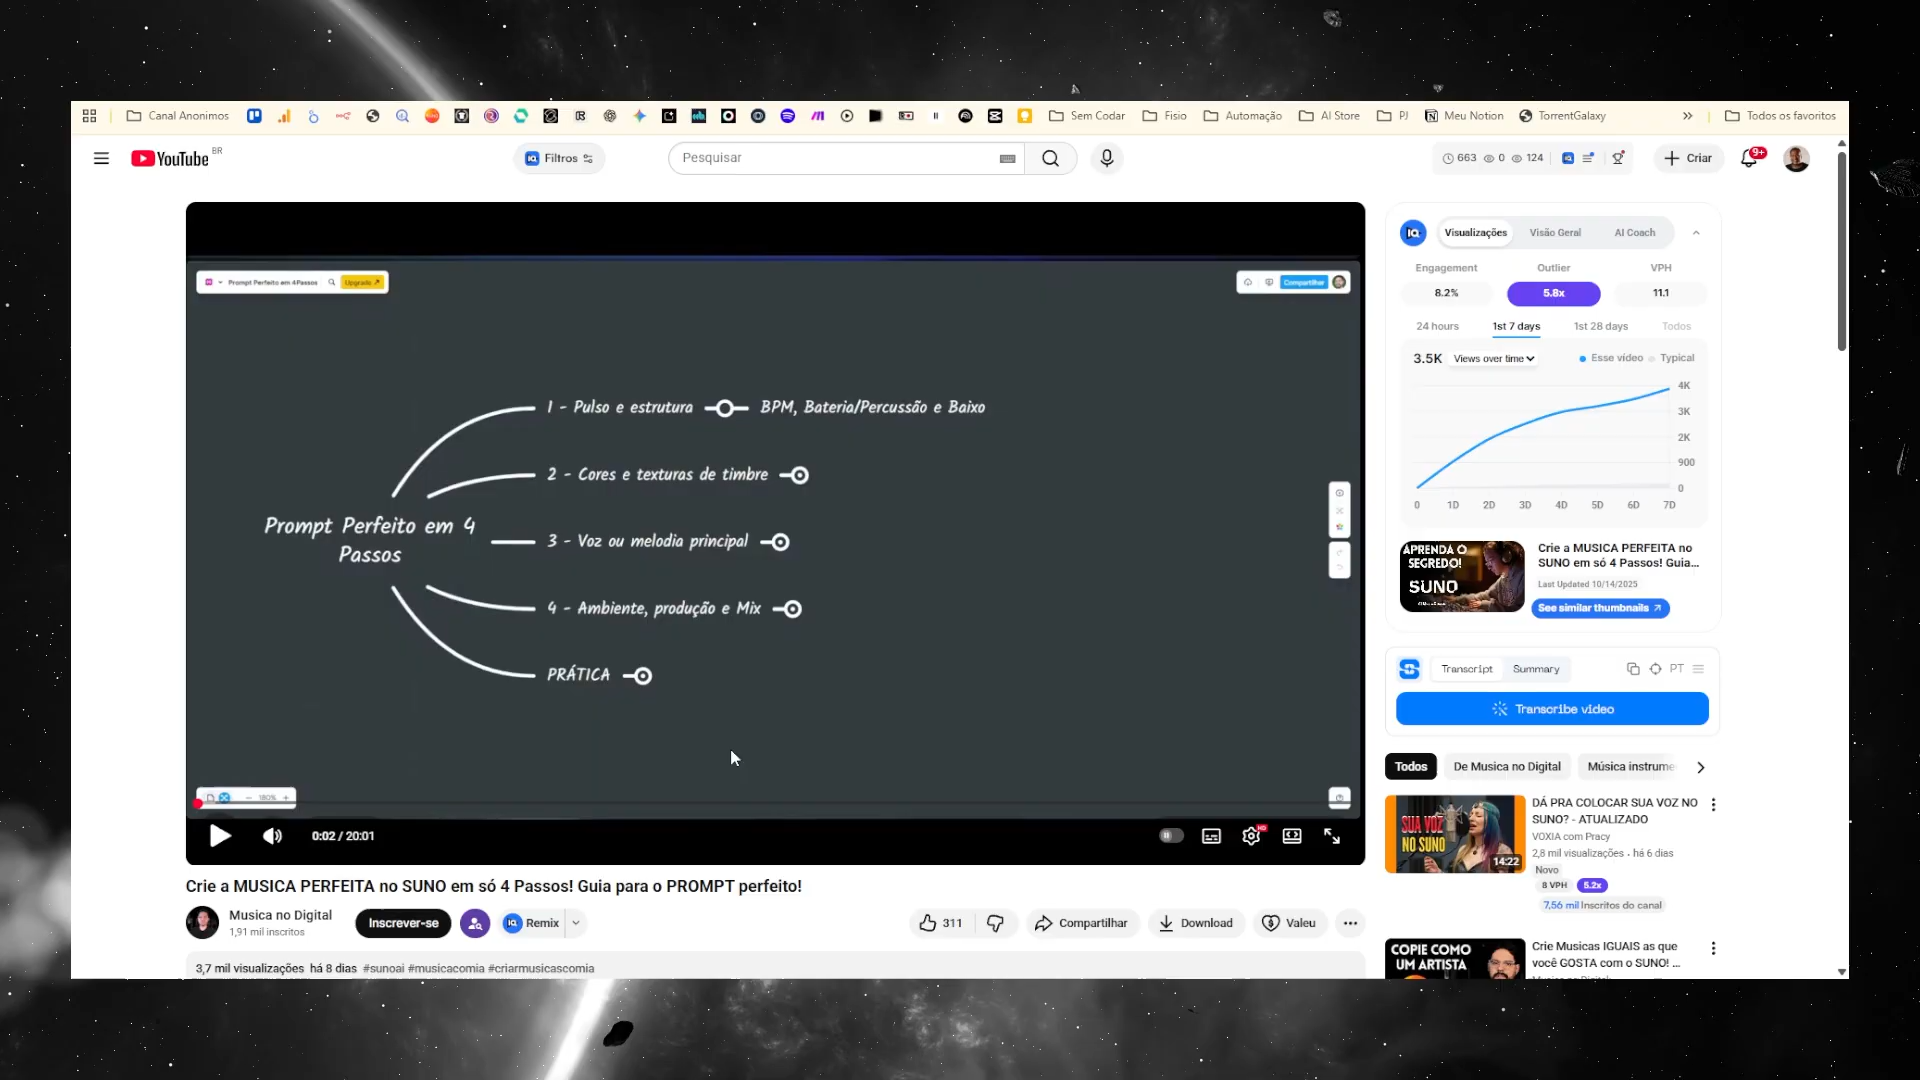 Canal Anonimos
Sem Codar
Fisio
Automação
AI Store
PJ
Meu Notion
TorrentGalaxy
Todos os favoritos
YouTube BR
Filtros
Pesquisar
663 0 124
Criar
9+
Prompt Perfeito em 4Passos
Upgrade
Compartilhar
1 - Pulso e estrutura
BPM, Bateria/Percussão e Baixo
2 - Cores e texturas de timbre
Prompt Perfeito em 4
Passos
3 - Voz ou melodia principal
4 - Ambiente, produção e Mix
PRÁTICA
180%
0:02 / 20:01
Crie a MUSICA PERFEITA no SUNO em só 4 Passos! Guia para o PROMPT perfeito!
Musica no Digital
1,91 mil inscritos
Inscrever-se
Remix
311
Compartilhar
Download
Valeu
3,7 mil visualizações há 8 dias #sunoai #musicacomia #criarmusicascomia
Visualizações
Visão Geral
AI Coach
Engagement
Outlier
VPH
8.2%
5.8x
11.1
24 hours
1st 7 days
1st 28 days
Todos
3.5K
Views over time
Esse vídeo
Typical
4K
3K
2K
900
0
0 1D 2D 3D 4D 5D 6D 7D
APRENDA O
SEGREDO!
SUNO
Crie a MUSICA PERFEITA no
SUNO em só 4 Passos! Guia...
Last Updated 10/14/2025
See similar thumbnails
Transcript
Summary
PT
Transcribe video
Todos
De Musica no Digital
Música instrume
SUA VOZ
NO SUNO
14:22
DÁ PRA COLOCAR SUA VOZ NO
SUNO? - ATUALIZADO
VOXIA com Pracy
2,8 mil visualizações • há 6 dias
Novo
8 VPH
5.2x
7,56 mil Inscritos do canal
COPIE COMO
UM ARTISTA
Crie Musicas IGUAIS as que
você GOSTA com o SUNO! ...